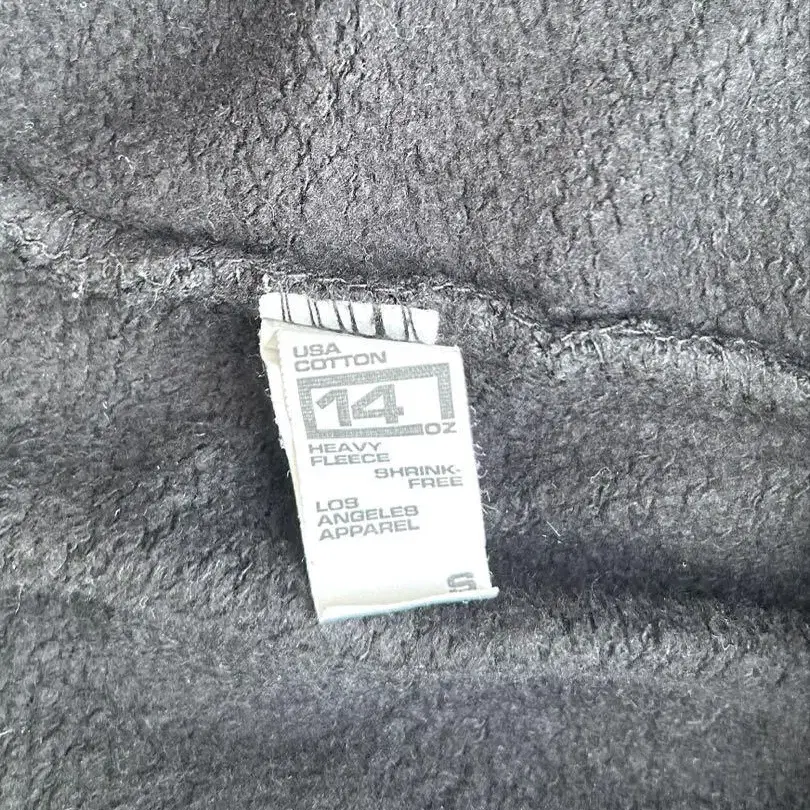 USA
COTTON
14
OZ
HEAVY
FLEECE
SHRINK-
FREE
LOS
ANGELES
APPAREL
S